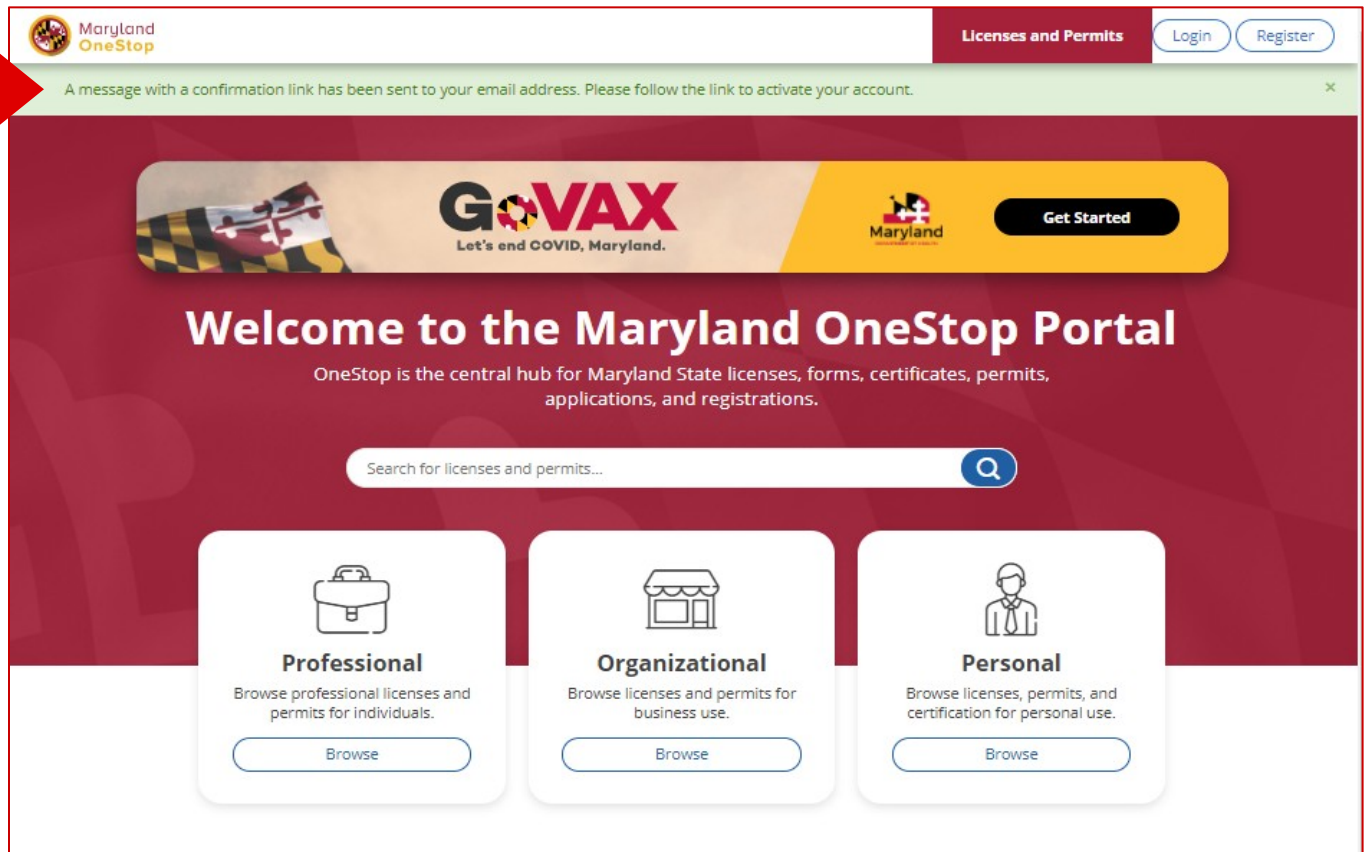 Maryland
OneStop
Licenses and Permits
Login
Register
A message with a confirmation link has been sent to your email address. Please follow the link to activate your account.
×
GoVAX
Let's end COVID, Maryland.
Maryland
Get Started
Welcome to the Maryland OneStop Portal
OneStop is the central hub for Maryland State licenses, forms, certificates, permits,
applications, and registrations.
Search for licenses and permits...
Professional
Browse professional licenses and
permits for individuals.
Browse
Organizational
Browse licenses and permits for
business use.
Browse
Personal
Browse licenses, permits, and
certification for personal use.
Browse